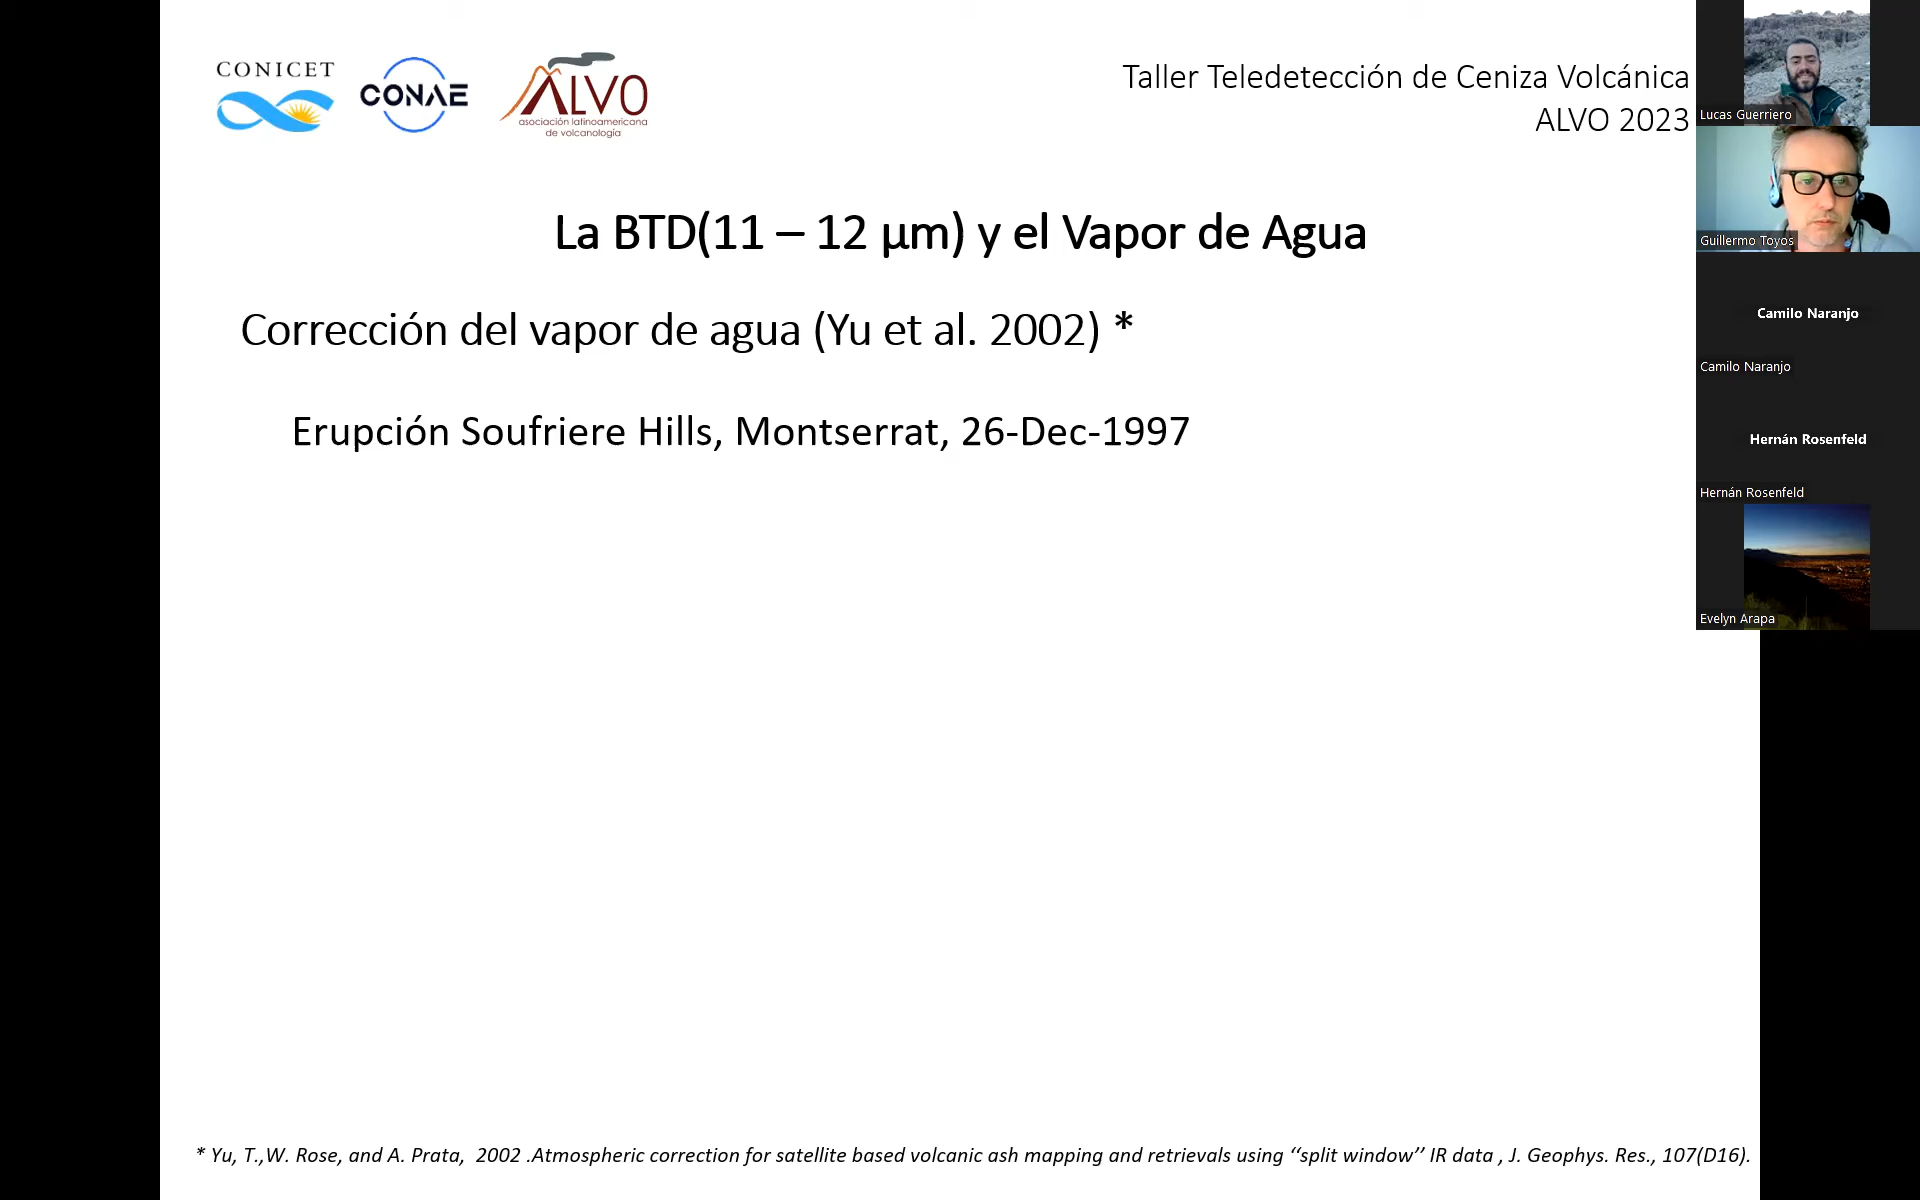 CONICET
CONAE
ALVO
asociación latinoamericana
de volcanología
Taller Teledetección de Ceniza Volcánica
ALVO 2023
La BTD(11 – 12 µm) y el Vapor de Agua
Corrección del vapor de agua (Yu et al. 2002) *
Erupción Soufriere Hills, Montserrat, 26-Dec-1997
* Yu, T.,W. Rose, and A. Prata,  2002 .Atmospheric correction for satellite based volcanic ash mapping and retrievals using ‘‘split window’’ IR data , J. Geophys. Res., 107(D16).
Lucas Guerriero
Guillermo Toyos
Camilo Naranjo
Camilo Naranjo
Hernán Rosenfeld
Hernán Rosenfeld
Evelyn Arapa